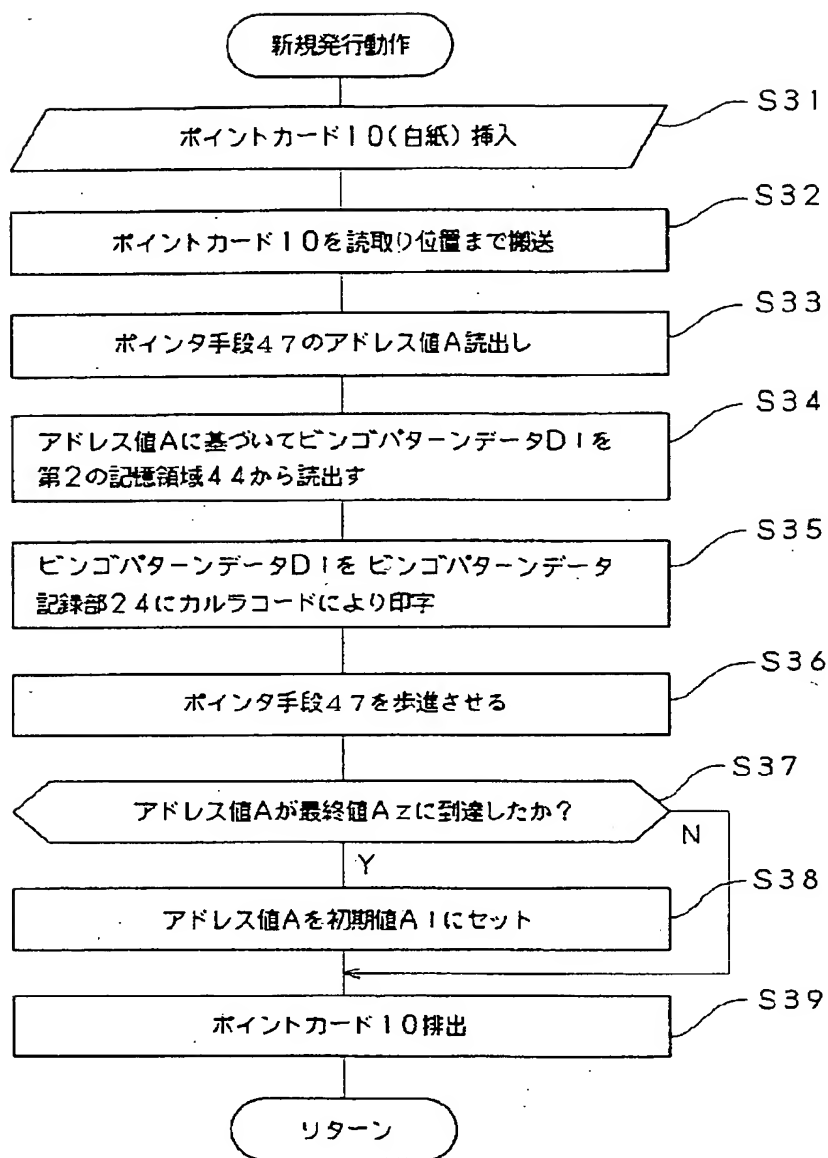 新規発行動作
S31
ポイントカード10(白紙)挿入
S32
ポイントカード10を読取り位置まで搬送
S33
ポインタ手段47のアドレス値A読出し
S34
アドレス値Aに基づいてビンゴパターンデータD1を
第2の記憶領域44から読出す
S35
ビンゴパターンデータD1をビンゴパターンデータ
記録部24にカルラコードにより印字
S36
ポインタ手段47を歩進させる
S37
アドレス値Aが最終値Azに到達したか?
N
Y
S38
アドレス値Aを初期値A1にセット
S39
ポイントカード10排出
リターン